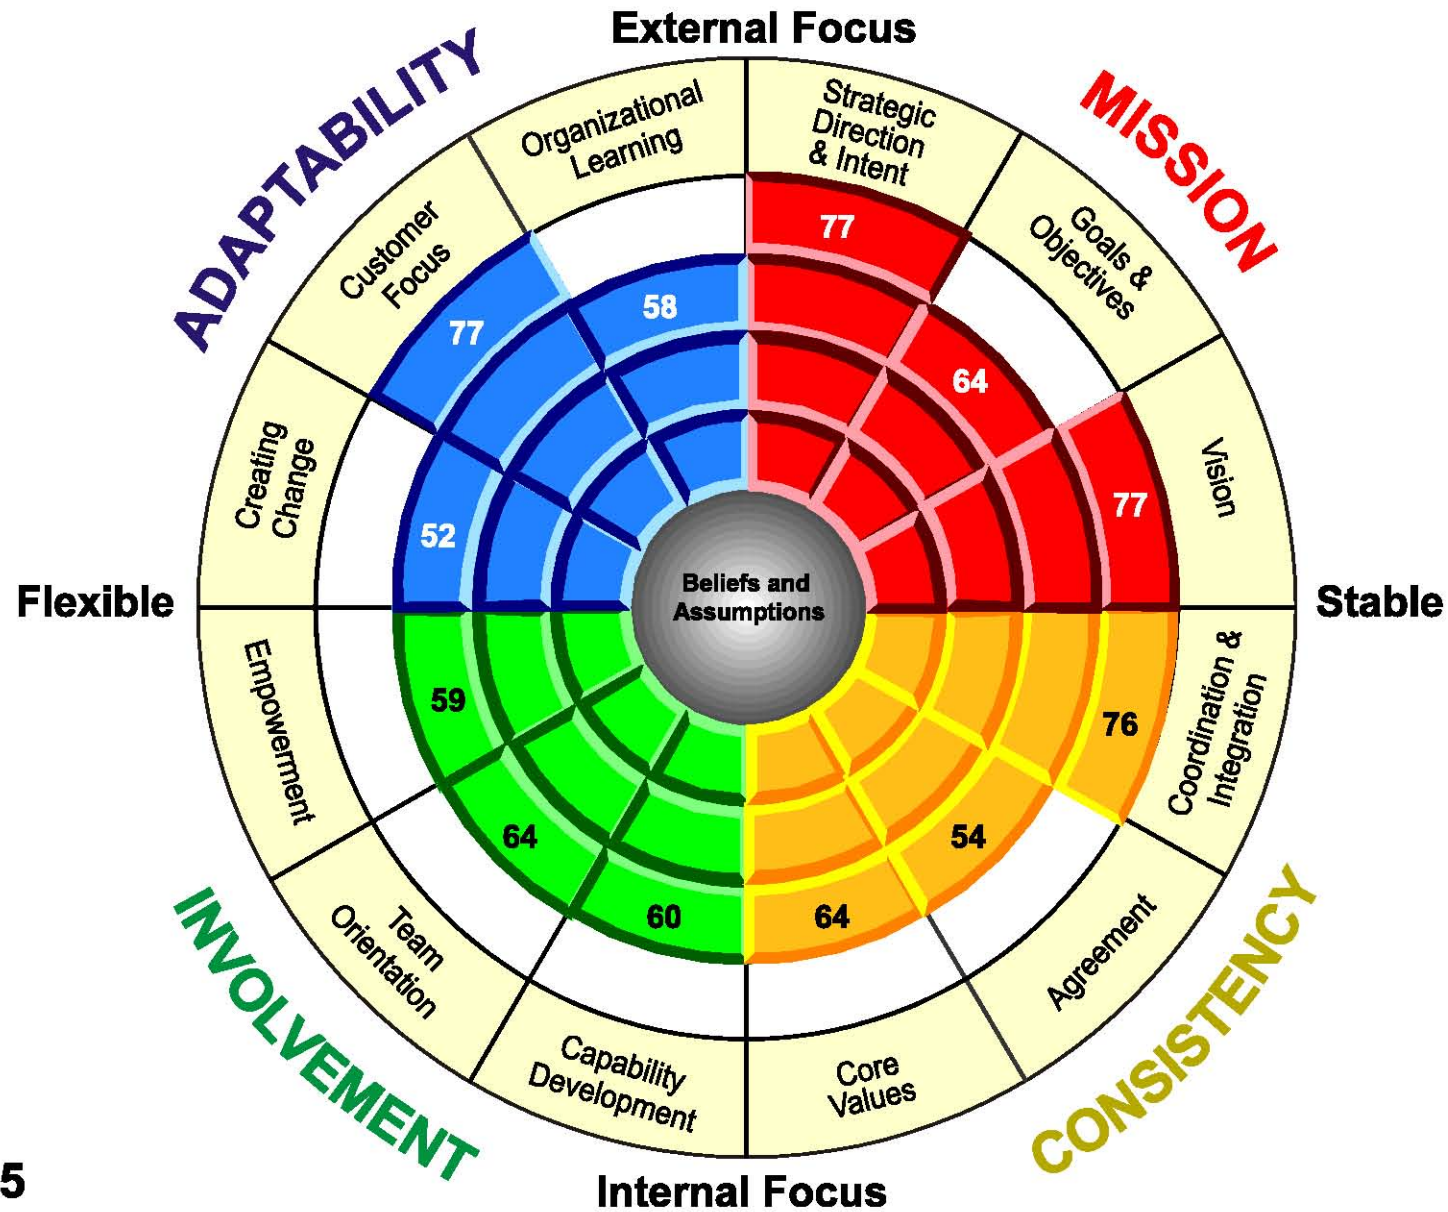 External Focus
ADAPTABILITY
MISSION
Organizational
Learning
Strategic
Direction
& Intent
Customer
Focus
Goals &
Objectives
Creating
Change
Vision
77
58
77
64
52
77
Flexible
Beliefs and
Assumptions
Stable
Empowerment
Coordination &
Integration
59
76
64
54
60
64
Team
Orientation
Agreement
Capability
Development
Core
Values
INVOLVEMENT
CONSISTENCY
5
Internal Focus